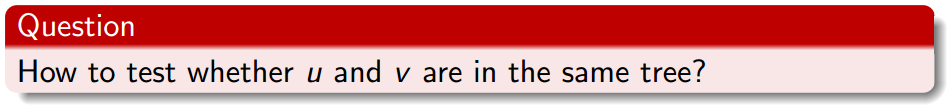 Question
How to test whether u and v are in the same tree?